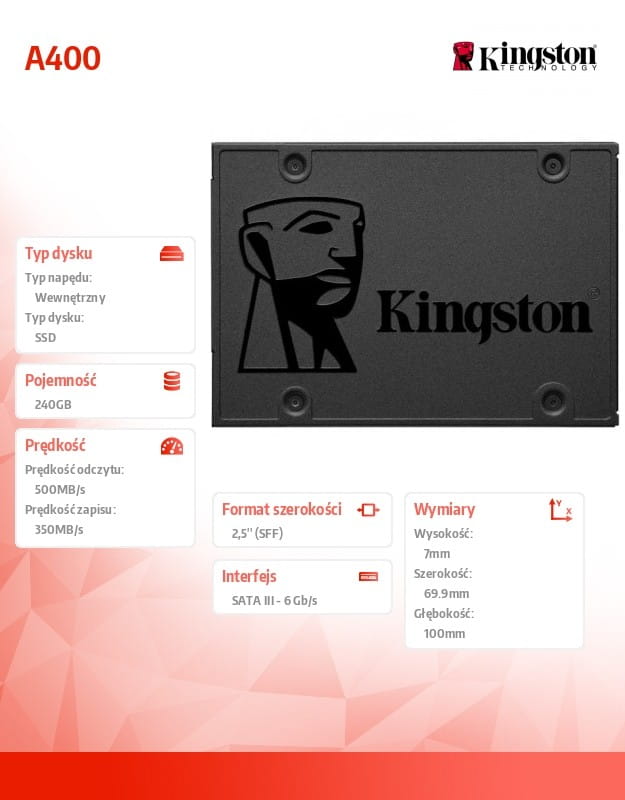 A400
Kingston
TECHNOLOGY
Kingston
Typ dysku
Typ napędu:
Wewnętrzny
Typ dysku:
SSD
Pojemność
240GB
Prędkość
Prędkość odczytu:
500MB/s
Prędkość zapisu:
350MB/s
Format szerokości
2,5" (SFF)
Interfejs
SATA III - 6 Gb/s
Wymiary
Y
X
Wysokość:
7mm
Szerokość:
69.9mm
Głębokość:
100mm